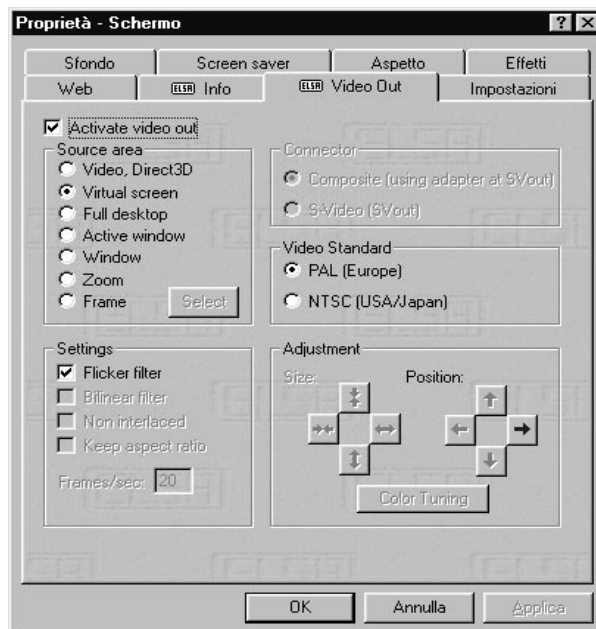 Proprietà - Schermo
Sfondo Screen saver Aspetto Effetti
Web ELSA Info ELSA Video Out Impostazioni
Activate video out
Source area
Video, Direct3D
Virtual screen
Full desktop
Active window
Window
Zoom
Frame Select
Connector
Composite (using adapter at SVout)
S-Video (SVout)
Video Standard
PAL (Europe)
NTSC (USA/Japan)
Settings
Flicker filter
Bilinear filter
Non interlaced
Keep aspect ratio
Frames/sec: 20
Adjustment
Size: Position:
Color Tuning
OK Annulla Applica